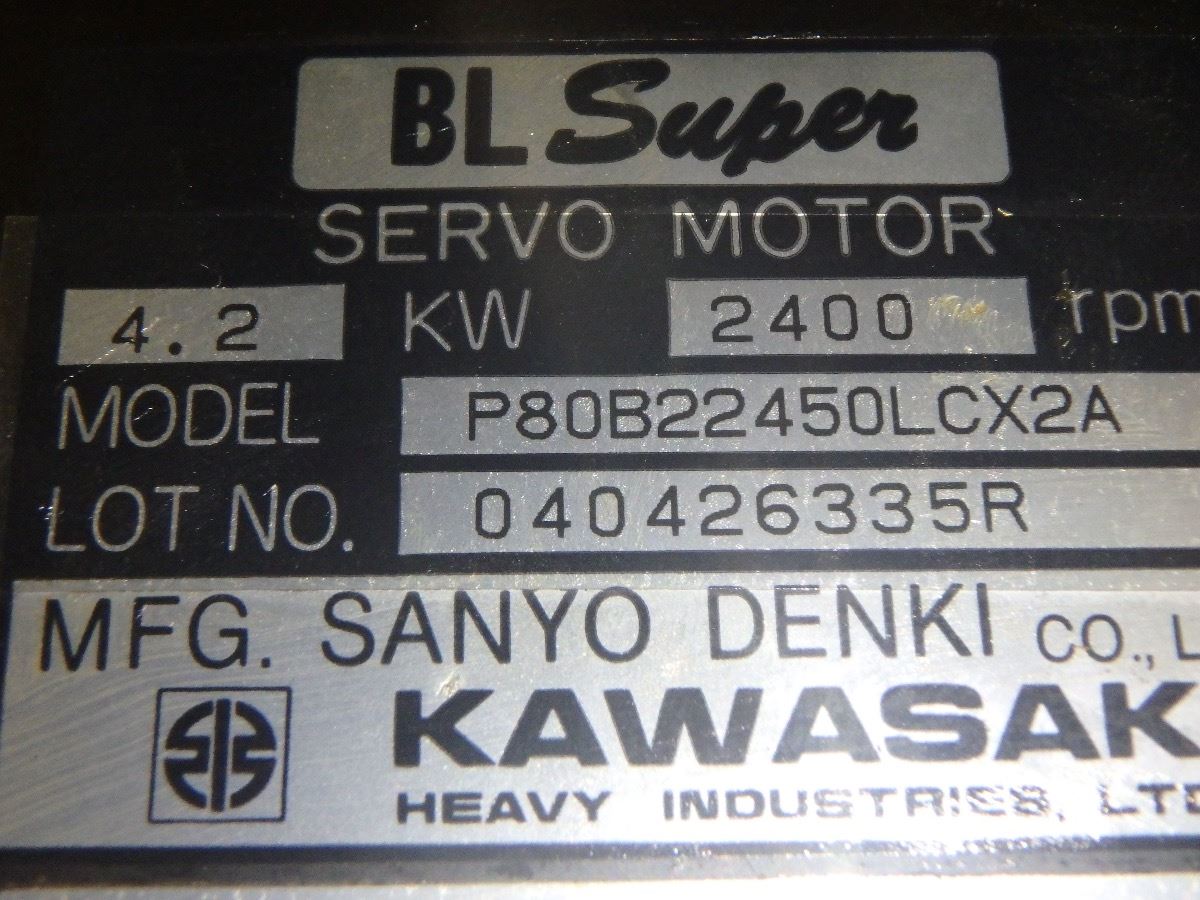 BL Super
SERVO MOTOR
4.2 KW 2400 rpm
MODEL P80B22450LCX2A
LOT NO. 040426335R
MFG. SANYO DENKI CO., L
KAWASAK
HEAVY INDUSTRIES, LTD